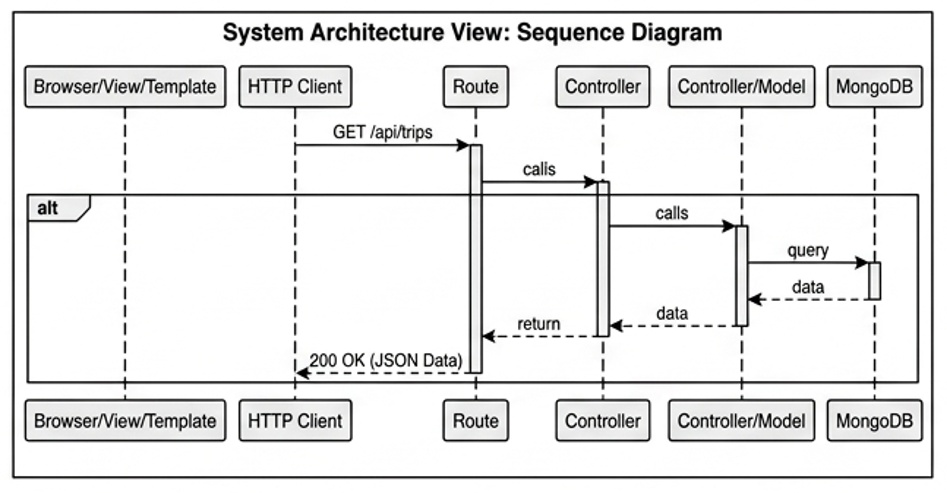 System Architecture View: Sequence Diagram
Browser/View/Template HTTP Client Route Controller Controller/Model MongoDB
GET /api/trips
calls
alt
calls
query
data
data
return
200 OK (JSON Data)
Browser/View/Template HTTP Client Route Controller Controller/Model MongoDB